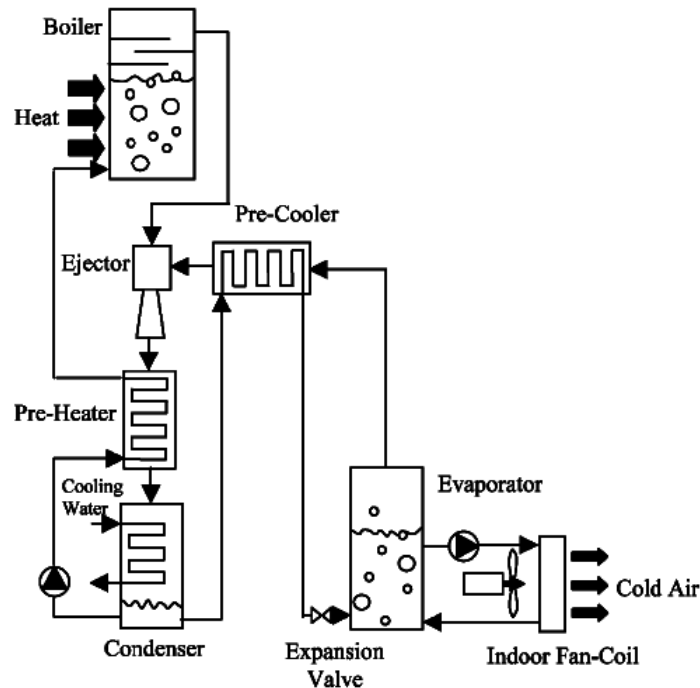 Boiler
Heat
Pre-Cooler
Ejector
Pre-Heater
Cooling
Water
Evaporator
Cold Air
Condenser
Expansion
Valve
Indoor Fan-Coil